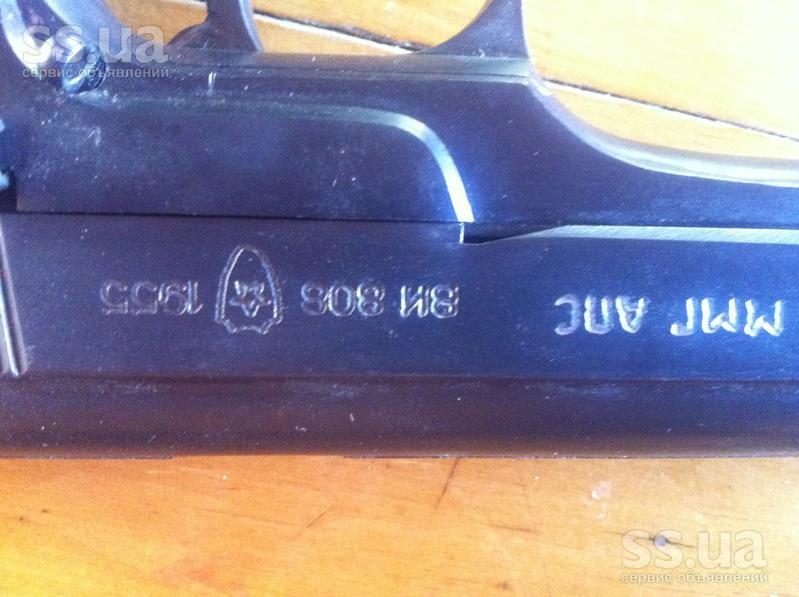 ss.ua
сервис объявлений
ММГ АПС ВИ 808 1955
ss.ua
сервис объявлений